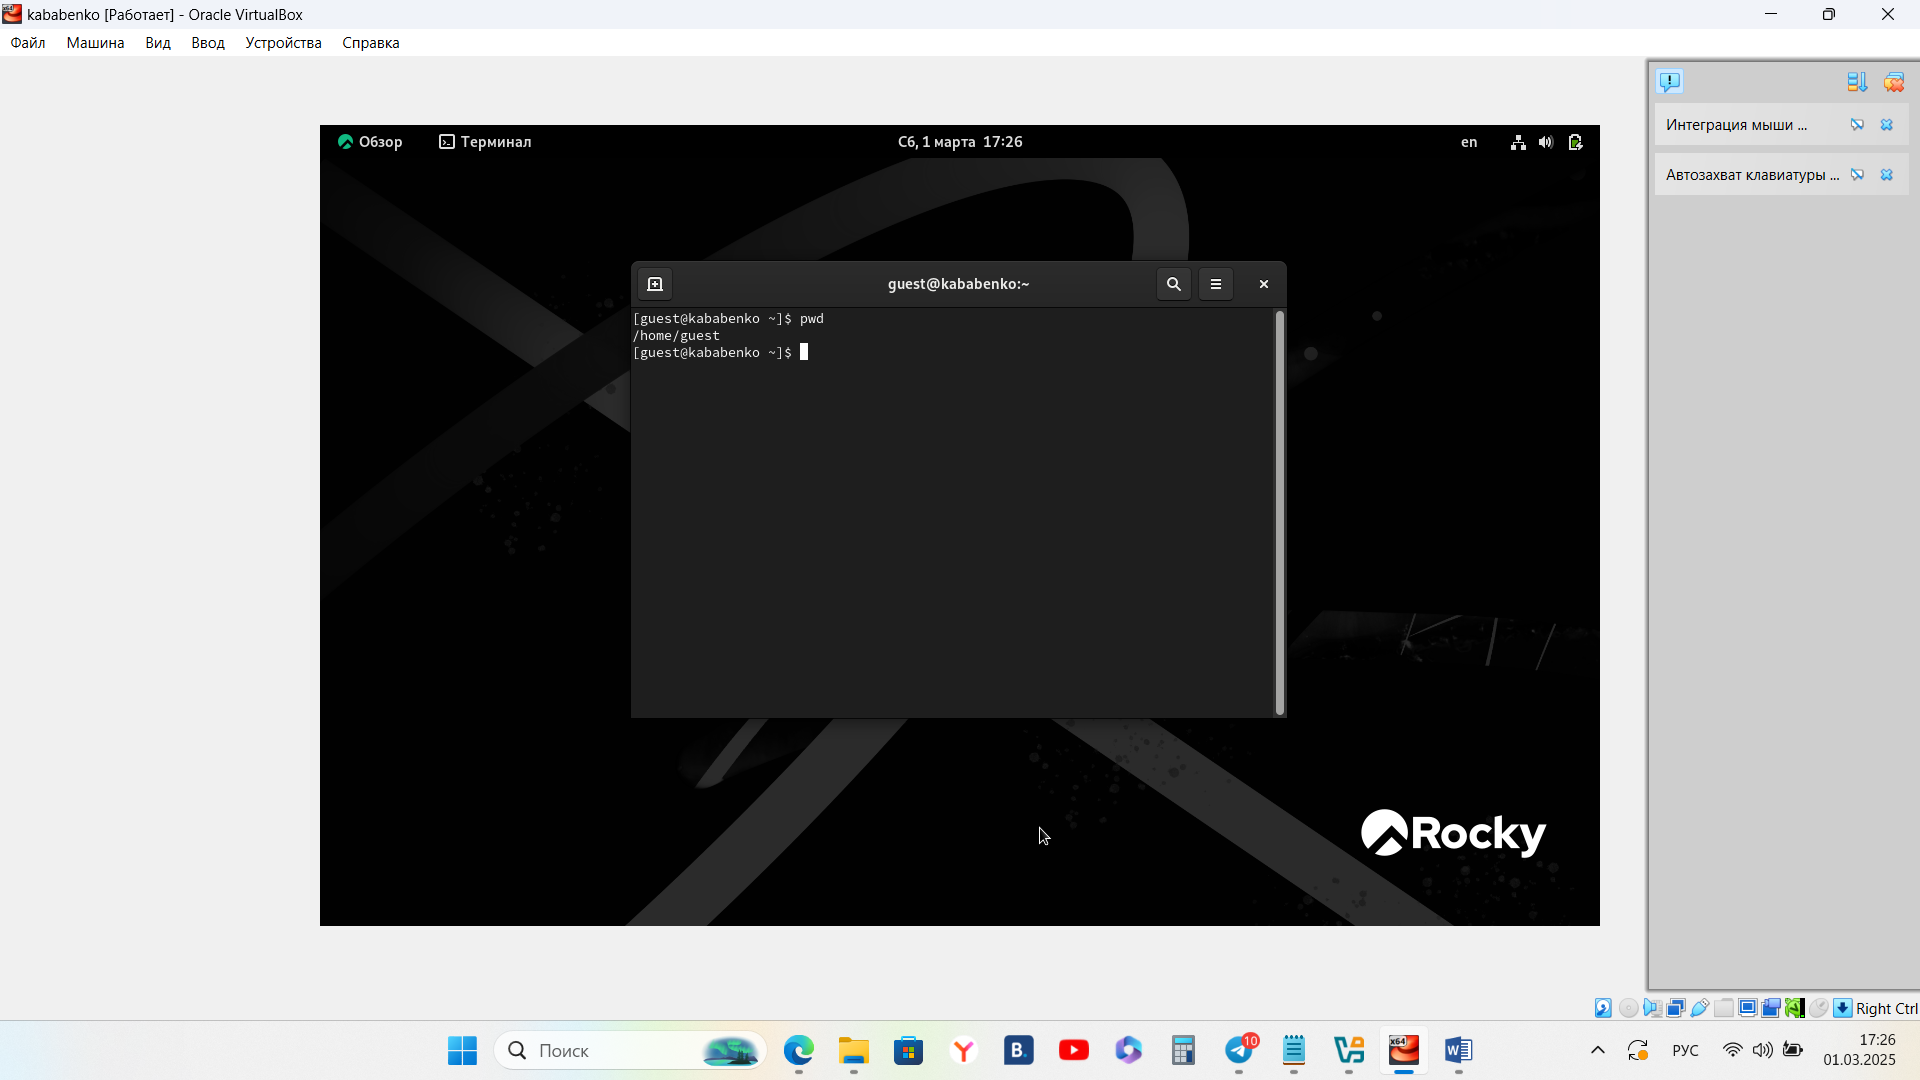 kababenko [Работает] - Oracle VirtualBox
Файл Машина Вид Ввод Устройства Справка
Интеграция мыши ...
Автозахват клавиатуры ...
Обзор Терминал Сб, 1 марта 17:26 en
guest@kababenko:~
[guest@kababenko ~]$ pwd
/home/guest
[guest@kababenko ~]$
Rocky
Right Ctrl
Поиск
B.
10
x64
РУС
17:26
01.03.2025